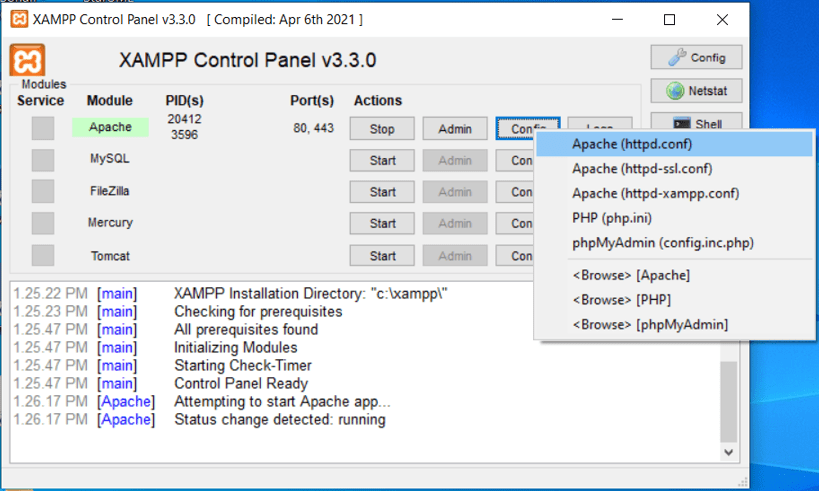 XAMPP Control Panel v3.3.0 [ Compiled: Apr 6th 2021 ]
XAMPP Control Panel v3.3.0
Config
Netstat
Shell
Modules
Service Module PID(s) Port(s) Actions
Apache 20412 3596 80, 443 Stop Admin Config Logs
MySQL Start Admin Con
FileZilla Start Admin Con
Mercury Start Admin Con
Tomcat Start Admin Con
Apache (httpd.conf)
Apache (httpd-ssl.conf)
Apache (httpd-xampp.conf)
PHP (php.ini)
phpMyAdmin (config.inc.php)
<Browse> [Apache]
<Browse> [PHP]
<Browse> [phpMyAdmin]
1.25.22 PM [main] XAMPP Installation Directory: "c:\xampp\"
1.25.23 PM [main] Checking for prerequisites
1.25.47 PM [main] All prerequisites found
1.25.47 PM [main] Initializing Modules
1.25.47 PM [main] Starting Check-Timer
1.25.47 PM [main] Control Panel Ready
1.26.17 PM [Apache] Attempting to start Apache app...
1.26.17 PM [Apache] Status change detected: running